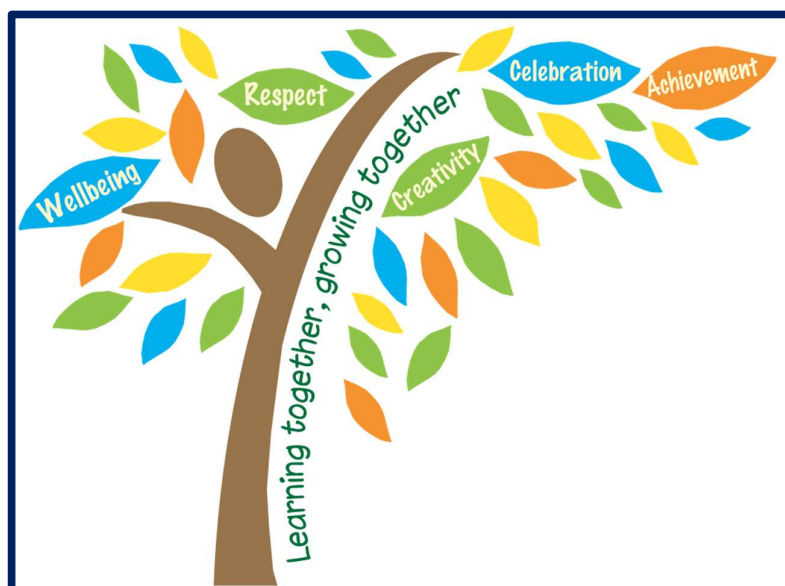 Respect
Celebration
Achievement
Wellbeing
Creativity
Learning together, growing together